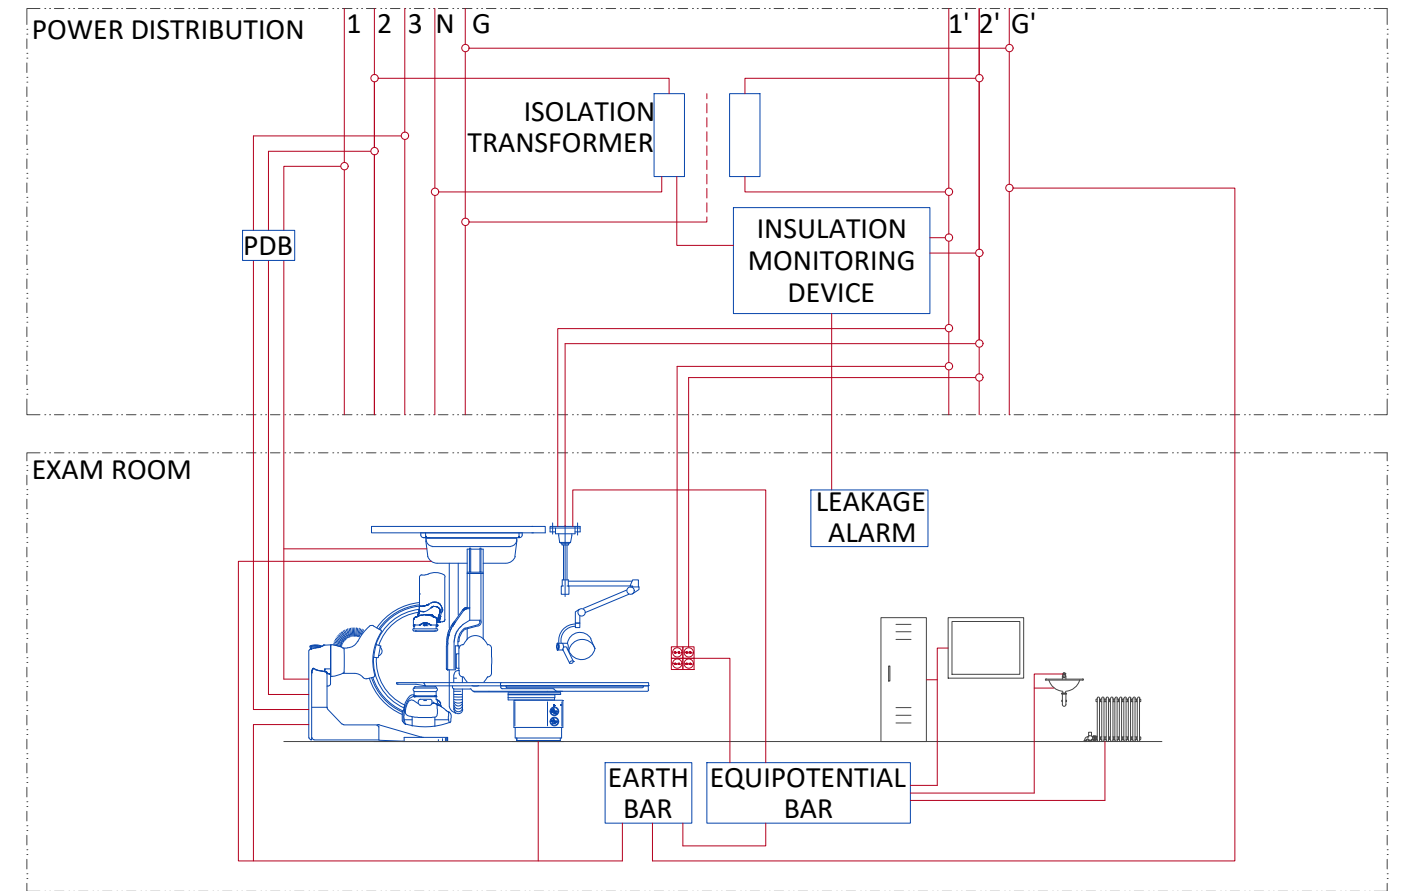 POWER DISTRIBUTION
1 2 3 N G 1' 2' G'
ISOLATION
TRANSFORMER
PDB
INSULATION
MONITORING
DEVICE
EXAM ROOM
LEAKAGE
ALARM
EARTH
BAR
EQUIPOTENTIAL
BAR